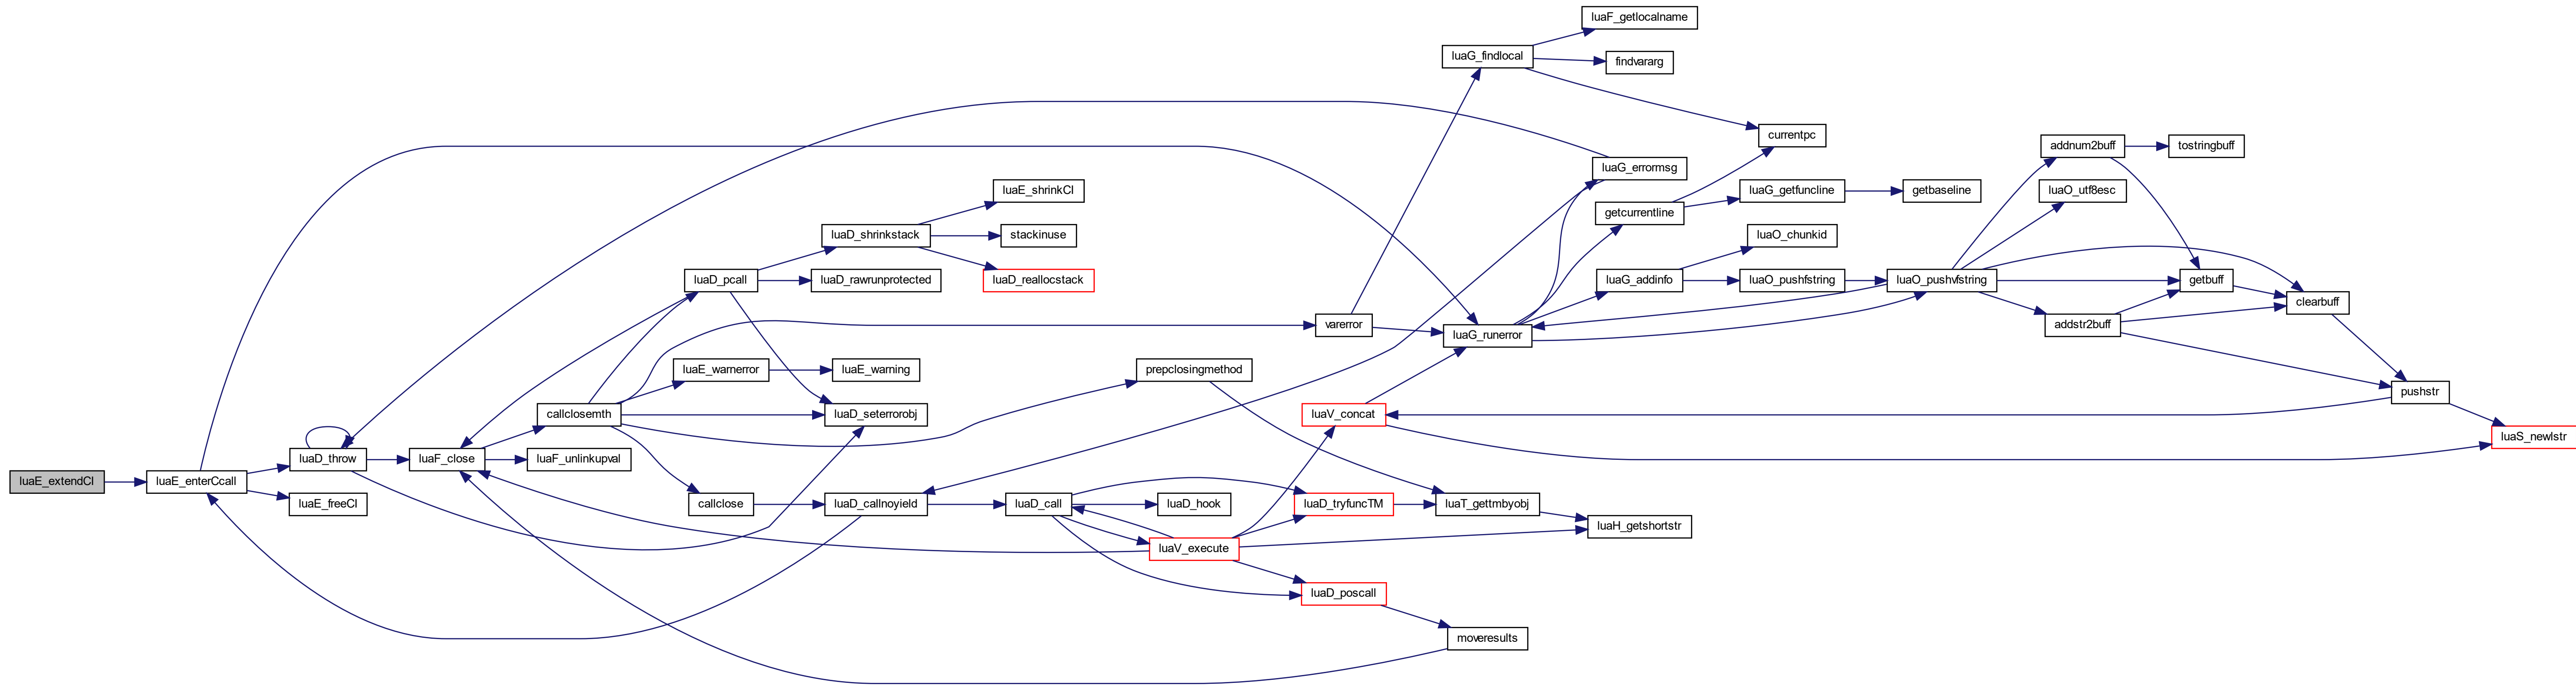 luaF_getlocalname
luaG_findlocal
findvararg
currentpc
addnum2buff
tostringbuff
luaG_errormsg
luaE_shrinkCI
luaG_getfuncline
getbaseline
luaO_utf8esc
getcurrentline
luaD_shrinkstack
stackinuse
luaO_chunkid
luaD_pcall
luaD_rawrunprotected
luaD_reallocstack
luaG_addinfo
luaO_pushfstring
luaO_pushvfstring
getbuff
clearbuff
varerror
luaG_runerror
addstr2buff
luaE_warnerror
luaE_warning
prepclosingmethod
pushstr
callclosemth
luaD_seterrorobj
luaV_concat
luaS_newlstr
luaD_throw
luaF_close
luaF_unlinkupval
luaE_extendCI
luaE_enterCcall
luaE_freeCI
callclose
luaD_callnoyield
luaD_call
luaD_hook
luaD_tryfuncTM
luaT_gettmbyobj
luaH_getshortstr
luaV_execute
luaD_poscall
moveresults